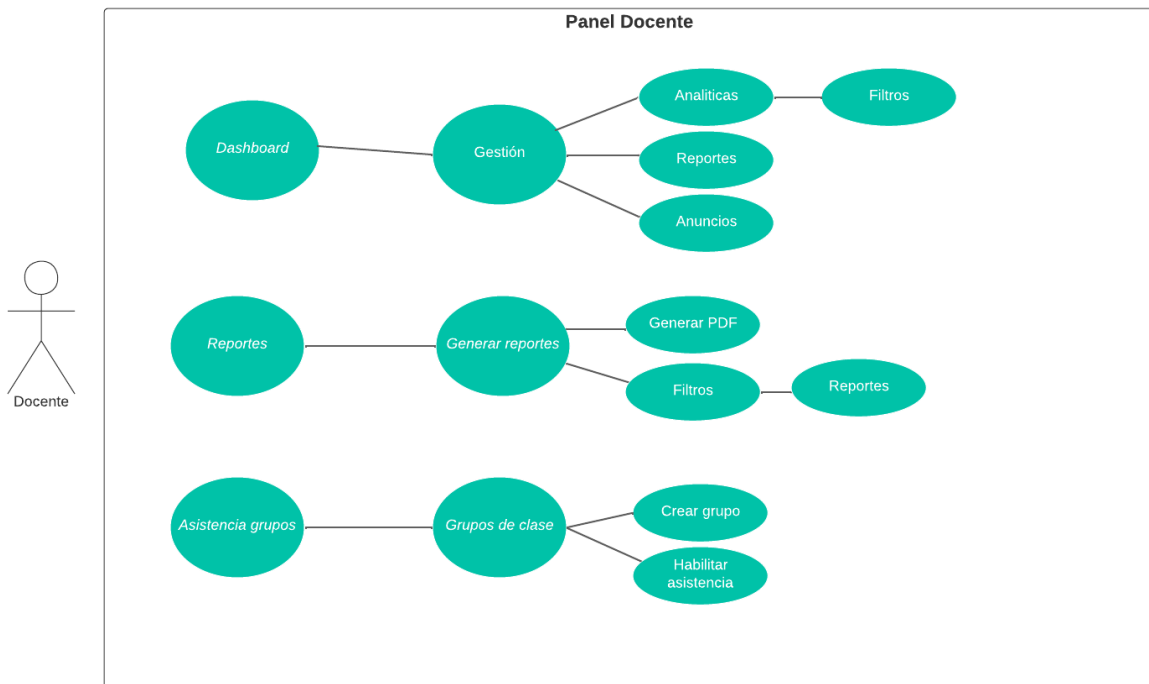 Panel Docente
Analiticas
Filtros
Dashboard
Gestión
Reportes
Anuncios
Docente
Reportes
Generar reportes
Generar PDF
Filtros
Reportes
Asistencia grupos
Grupos de clase
Crear grupo
Habilitar
asistencia